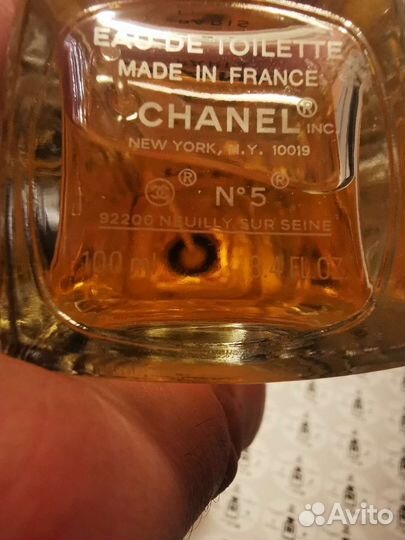 EAU DE TOILETTE
MADE IN FRANCE
CHANEL® INC.
NEW YORK, N.Y. 10019
® N°5 ®
92200 NEUILLY SUR SEINE
100 ml 3.4 FL.OZ
Avito